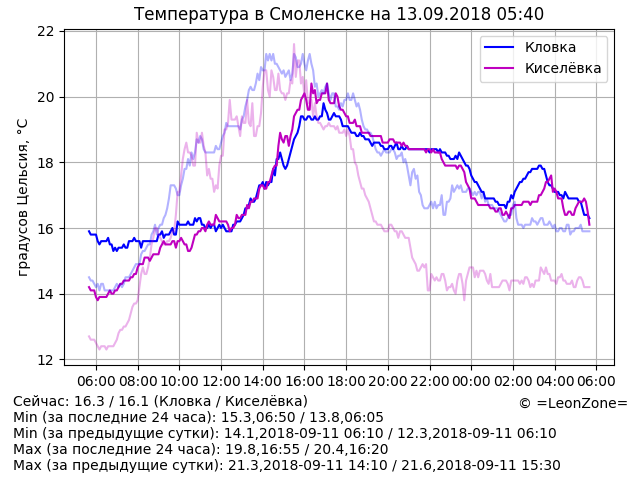 Температура в Смоленске на 13.09.2018 05:40
22
20
18
16
14
12
градусов Цельсия, °C
Кловка
Киселёвка
06:00 08:00 10:00 12:00 14:00 16:00 18:00 20:00 22:00 00:00 02:00 04:00 06:00
Сейчас: 16.3 / 16.1 (Кловка / Киселёвка)
© =LeonZone=
Min (за последние 24 часа): 15.3,06:50 / 13.8,06:05
Min (за предыдущие сутки): 14.1,2018-09-11 06:10 / 12.3,2018-09-11 06:10
Max (за последние 24 часа): 19.8,16:55 / 20.4,16:20
Max (за предыдущие сутки): 21.3,2018-09-11 14:10 / 21.6,2018-09-11 15:30